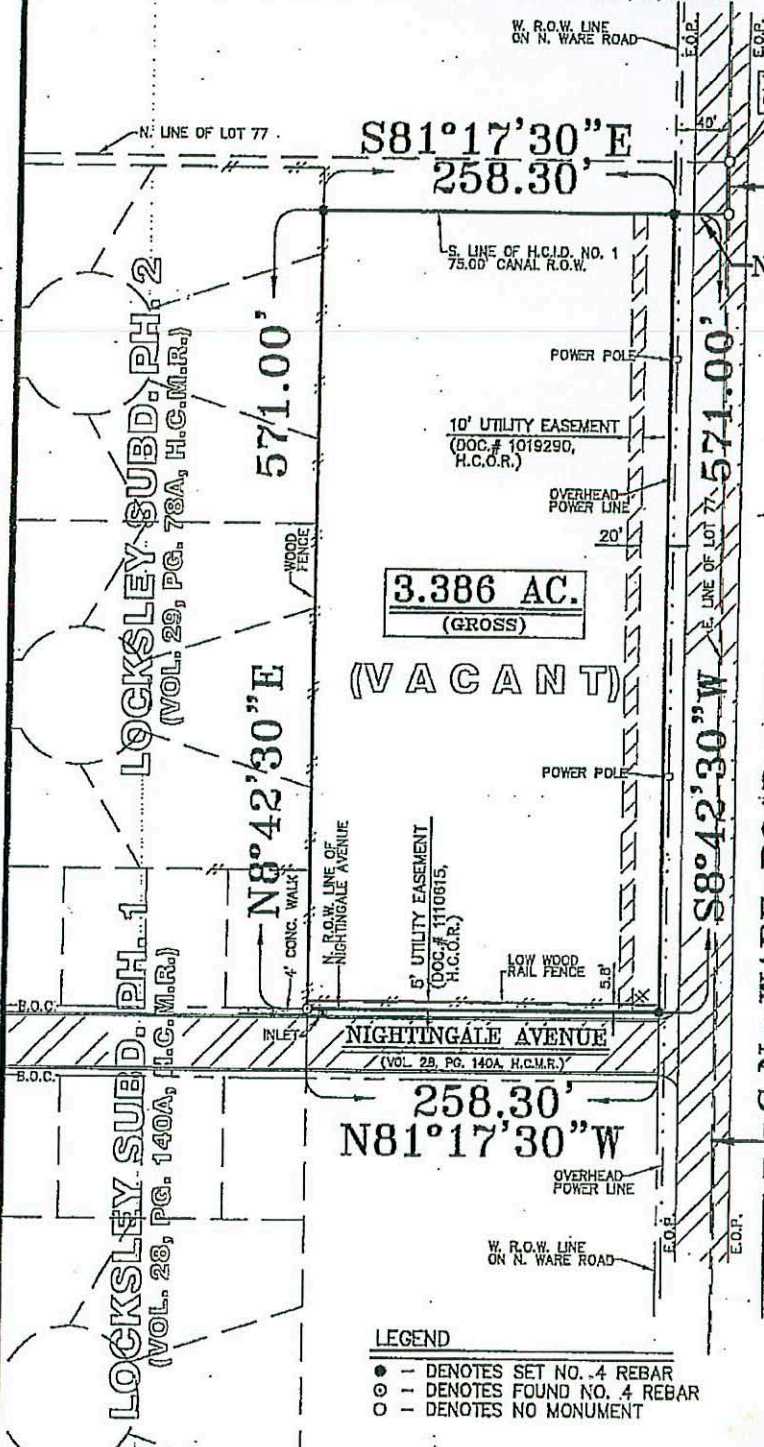 W. R.O.W. LINE
ON N. WARE ROAD
E.O.P.
E.O.P.
40'
N. LINE OF LOT 77
S81°17'30"E
258.30'
S. LINE OF H.C.I.D. NO. 1
75.00' CANAL R.O.W.
N
LOCKSLEY SUBD. PH. 2
(VOL. 29, PG. 78A, H.C.M.R.)
571.00'
N8°42'30"E
WOOD
FENCE
POWER POLE
10' UTILITY EASEMENT
(DOC.# 1019290,
H.C.O.R.)
OVERHEAD
POWER LINE
20'
571.00'
E. LINE OF LOT 77
S8°42'30"W
3.386 AC.
(GROSS)
(VACANT)
POWER POLE
N. R.O.W. LINE OF
NIGHTINGALE AVENUE
4' CONC. WALK
5' UTILITY EASEMENT
(DOC.# 1110615,
H.C.O.R.)
LOW WOOD
RAIL FENCE
5.8'
LOCKSLEY SUBD. PH. 1
(VOL. 28, PG. 140A, H.C.M.R.)
B.O.C.
INLET
NIGHTINGALE AVENUE
(VOL. 28, PG. 140A, H.C.M.R.)
B.O.C.
258.30'
N81°17'30"W
OVERHEAD
POWER LINE
E.O.P.
E.O.P.
W. R.O.W. LINE
ON N. WARE ROAD
LEGEND
● - DENOTES SET NO. 4 REBAR
⊙ - DENOTES FOUND NO. 4 REBAR
○ - DENOTES NO MONUMENT